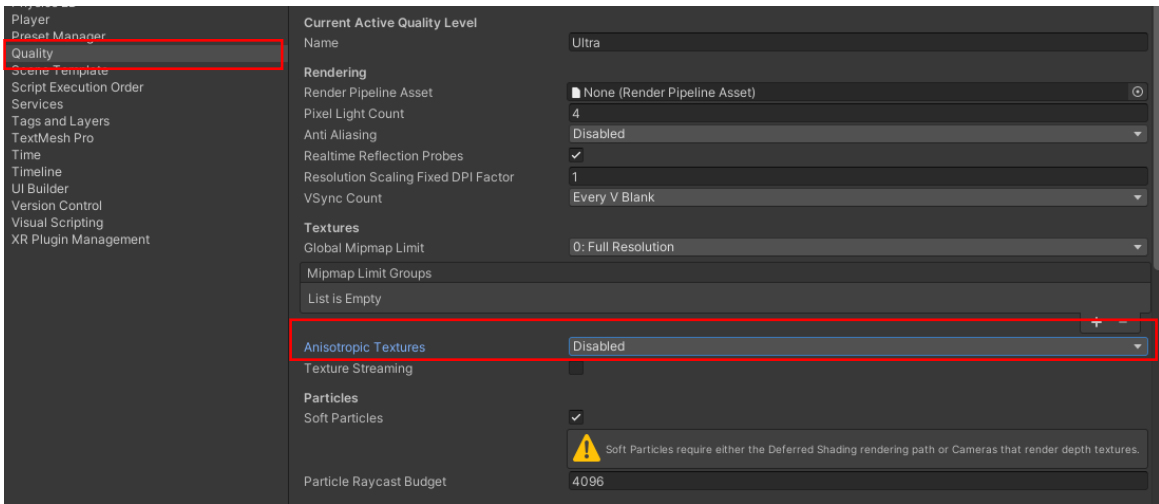 Physics 2D
Player
Preset Manager
Quality
Scene Template
Script Execution Order
Services
Tags and Layers
TextMesh Pro
Time
Timeline
UI Builder
Version Control
Visual Scripting
XR Plugin Management
Current Active Quality Level
Name Ultra
Rendering
Render Pipeline Asset None (Render Pipeline Asset)
Pixel Light Count 4
Anti Aliasing Disabled
Realtime Reflection Probes
Resolution Scaling Fixed DPI Factor 1
VSync Count Every V Blank
Textures
Global Mipmap Limit 0: Full Resolution
Mipmap Limit Groups
List is Empty
+ −
Anisotropic Textures Disabled
Texture Streaming
Particles
Soft Particles
Soft Particles require either the Deferred Shading rendering path or Cameras that render depth textures.
Particle Raycast Budget 4096